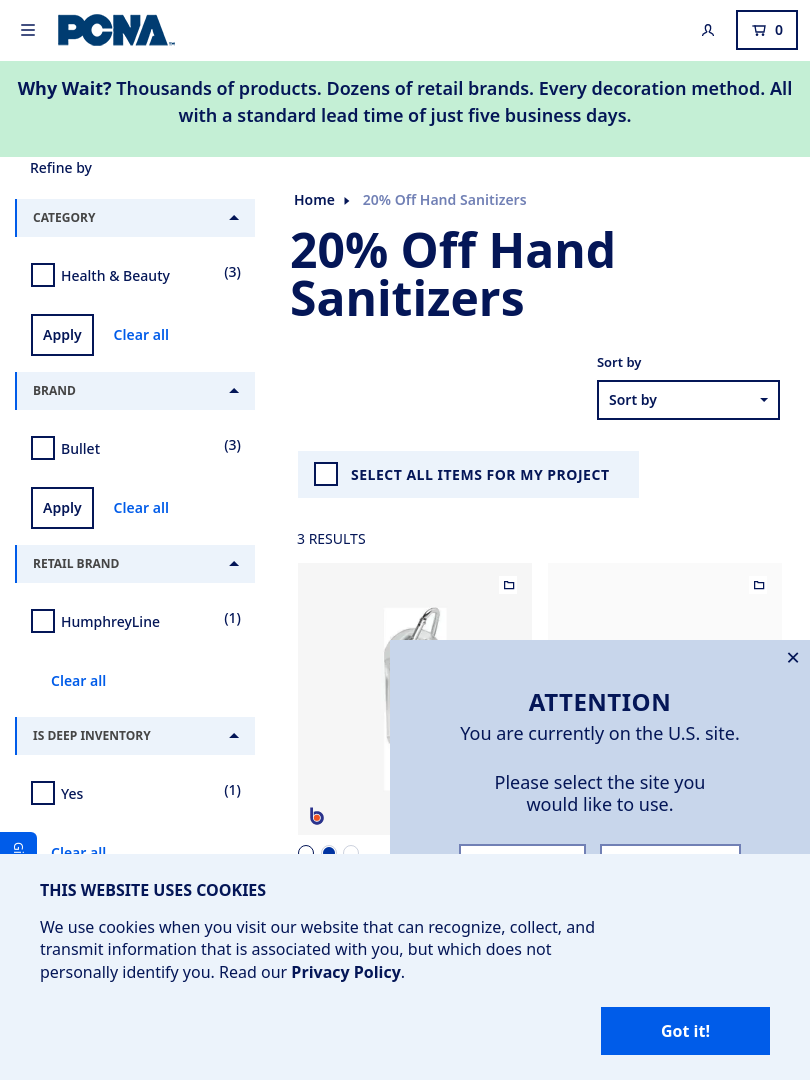 PCNA
0
Why Wait? Thousands of products. Dozens of retail brands. Every decoration method. All
with a standard lead time of just five business days.
Refine by
CATEGORY
Health & Beauty (3)
Apply Clear all
BRAND
Bullet (3)
Apply Clear all
RETAIL BRAND
HumphreyLine (1)
Clear all
IS DEEP INVENTORY
Yes (1)
Clear all
Home 20% Off Hand Sanitizers
20% Off Hand
Sanitizers
Sort by
Sort by
SELECT ALL ITEMS FOR MY PROJECT
3 RESULTS
b
ATTENTION
You are currently on the U.S. site.
Please select the site you
would like to use.
THIS WEBSITE USES COOKIES
We use cookies when you visit our website that can recognize, collect, and
transmit information that is associated with you, but which does not
personally identify you. Read our Privacy Policy.
Got it!